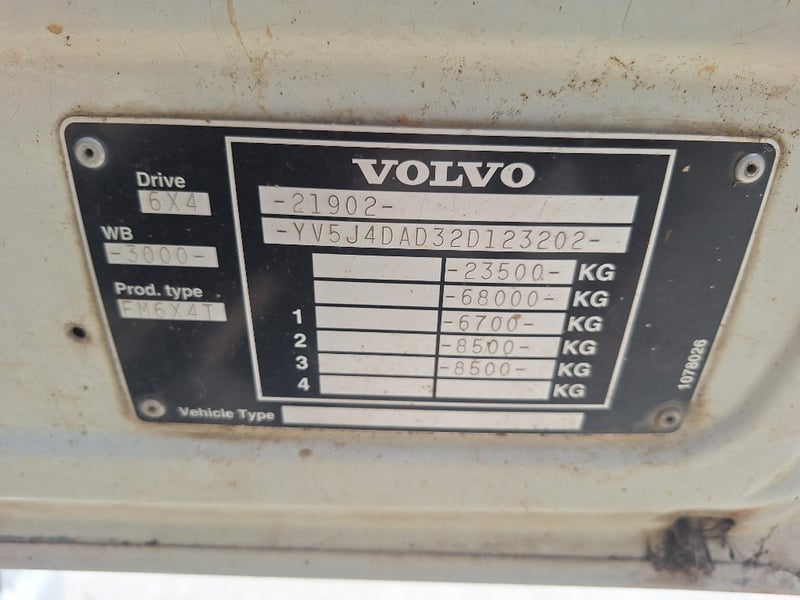 VOLVO
Drive
6X4
-21902-
WB
-3000-
-YV5J4DAD32D123202-
Prod. type
FM6X4T
-23500- KG
-68000- KG
1 -6700- KG
2 -8500- KG
3 -8500- KG
4 KG
Vehicle Type
1078026